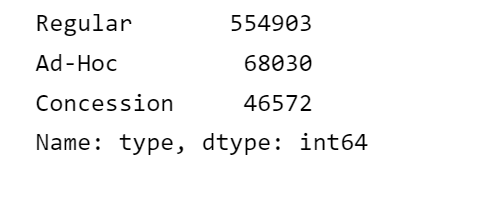 Regular       554903
Ad-Hoc         68030
Concession     46572
Name: type, dtype: int64